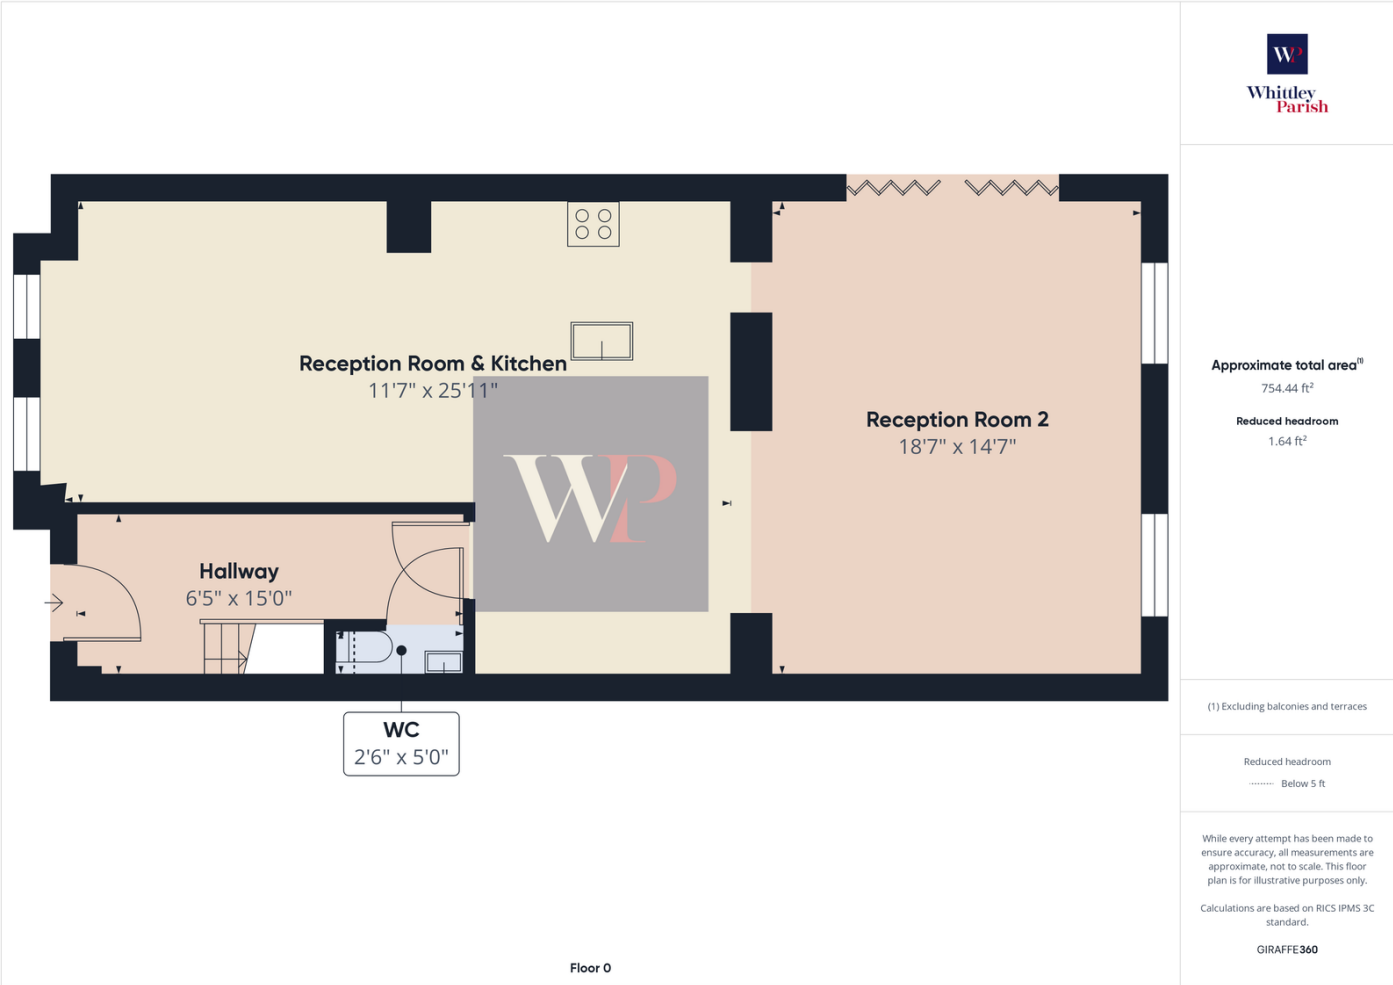 Reception Room & Kitchen
11'7" x 25'11"
Reception Room 2
18'7" x 14'7"
Hallway
6'5" x 15'0"
WC
2'6" x 5'0"
WP
Floor 0
WP
Whittley
Parish
Approximate total area(1)
754.44 ft²
Reduced headroom
1.64 ft²
(1) Excluding balconies and terraces
Reduced headroom
Below 5 ft
While every attempt has been made to
ensure accuracy, all measurements are
approximate, not to scale. This floor
plan is for illustrative purposes only.
Calculations are based on RICS IPMS 3C
standard.
GIRAFFE360